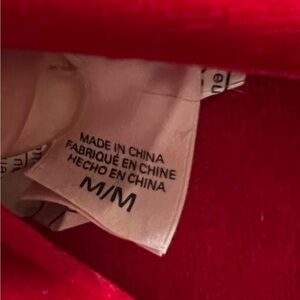 MADE IN CHINA
FABRIQUÉ EN CHINE
HECHO EN CHINA
M/M